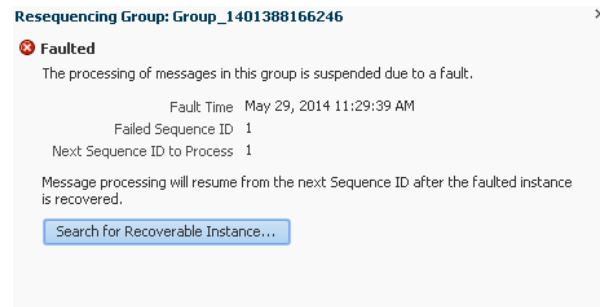 Resequencing Group: Group_1401388166246
Faulted
The processing of messages in this group is suspended due to a fault.
Fault Time May 29, 2014 11:29:39 AM
Failed Sequence ID 1
Next Sequence ID to Process 1
Message processing will resume from the next Sequence ID after the faulted instance
is recovered.
Search for Recoverable Instance...